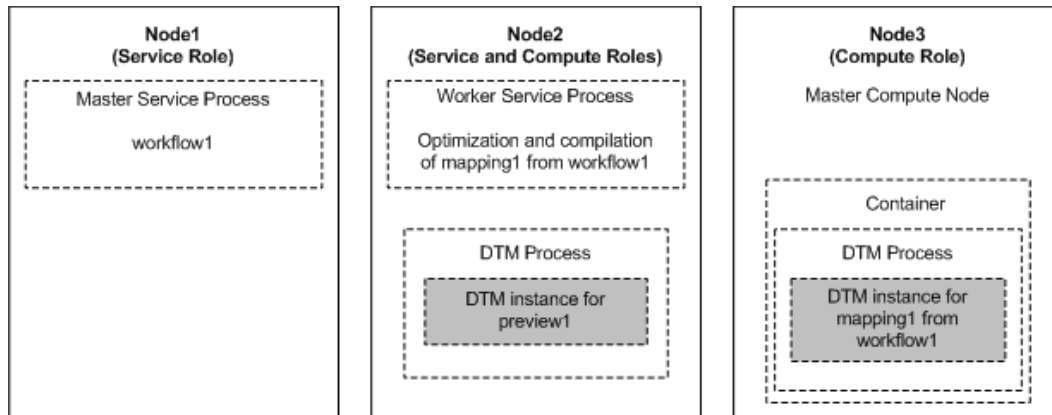 Node1
(Service Role)
Master Service Process
workflow1
Node2
(Service and Compute Roles)
Worker Service Process
Optimization and compilation
of mapping1 from workflow1
DTM Process
DTM instance for
preview1
Node3
(Compute Role)
Master Compute Node
Container
DTM Process
DTM instance for
mapping1 from
workflow1